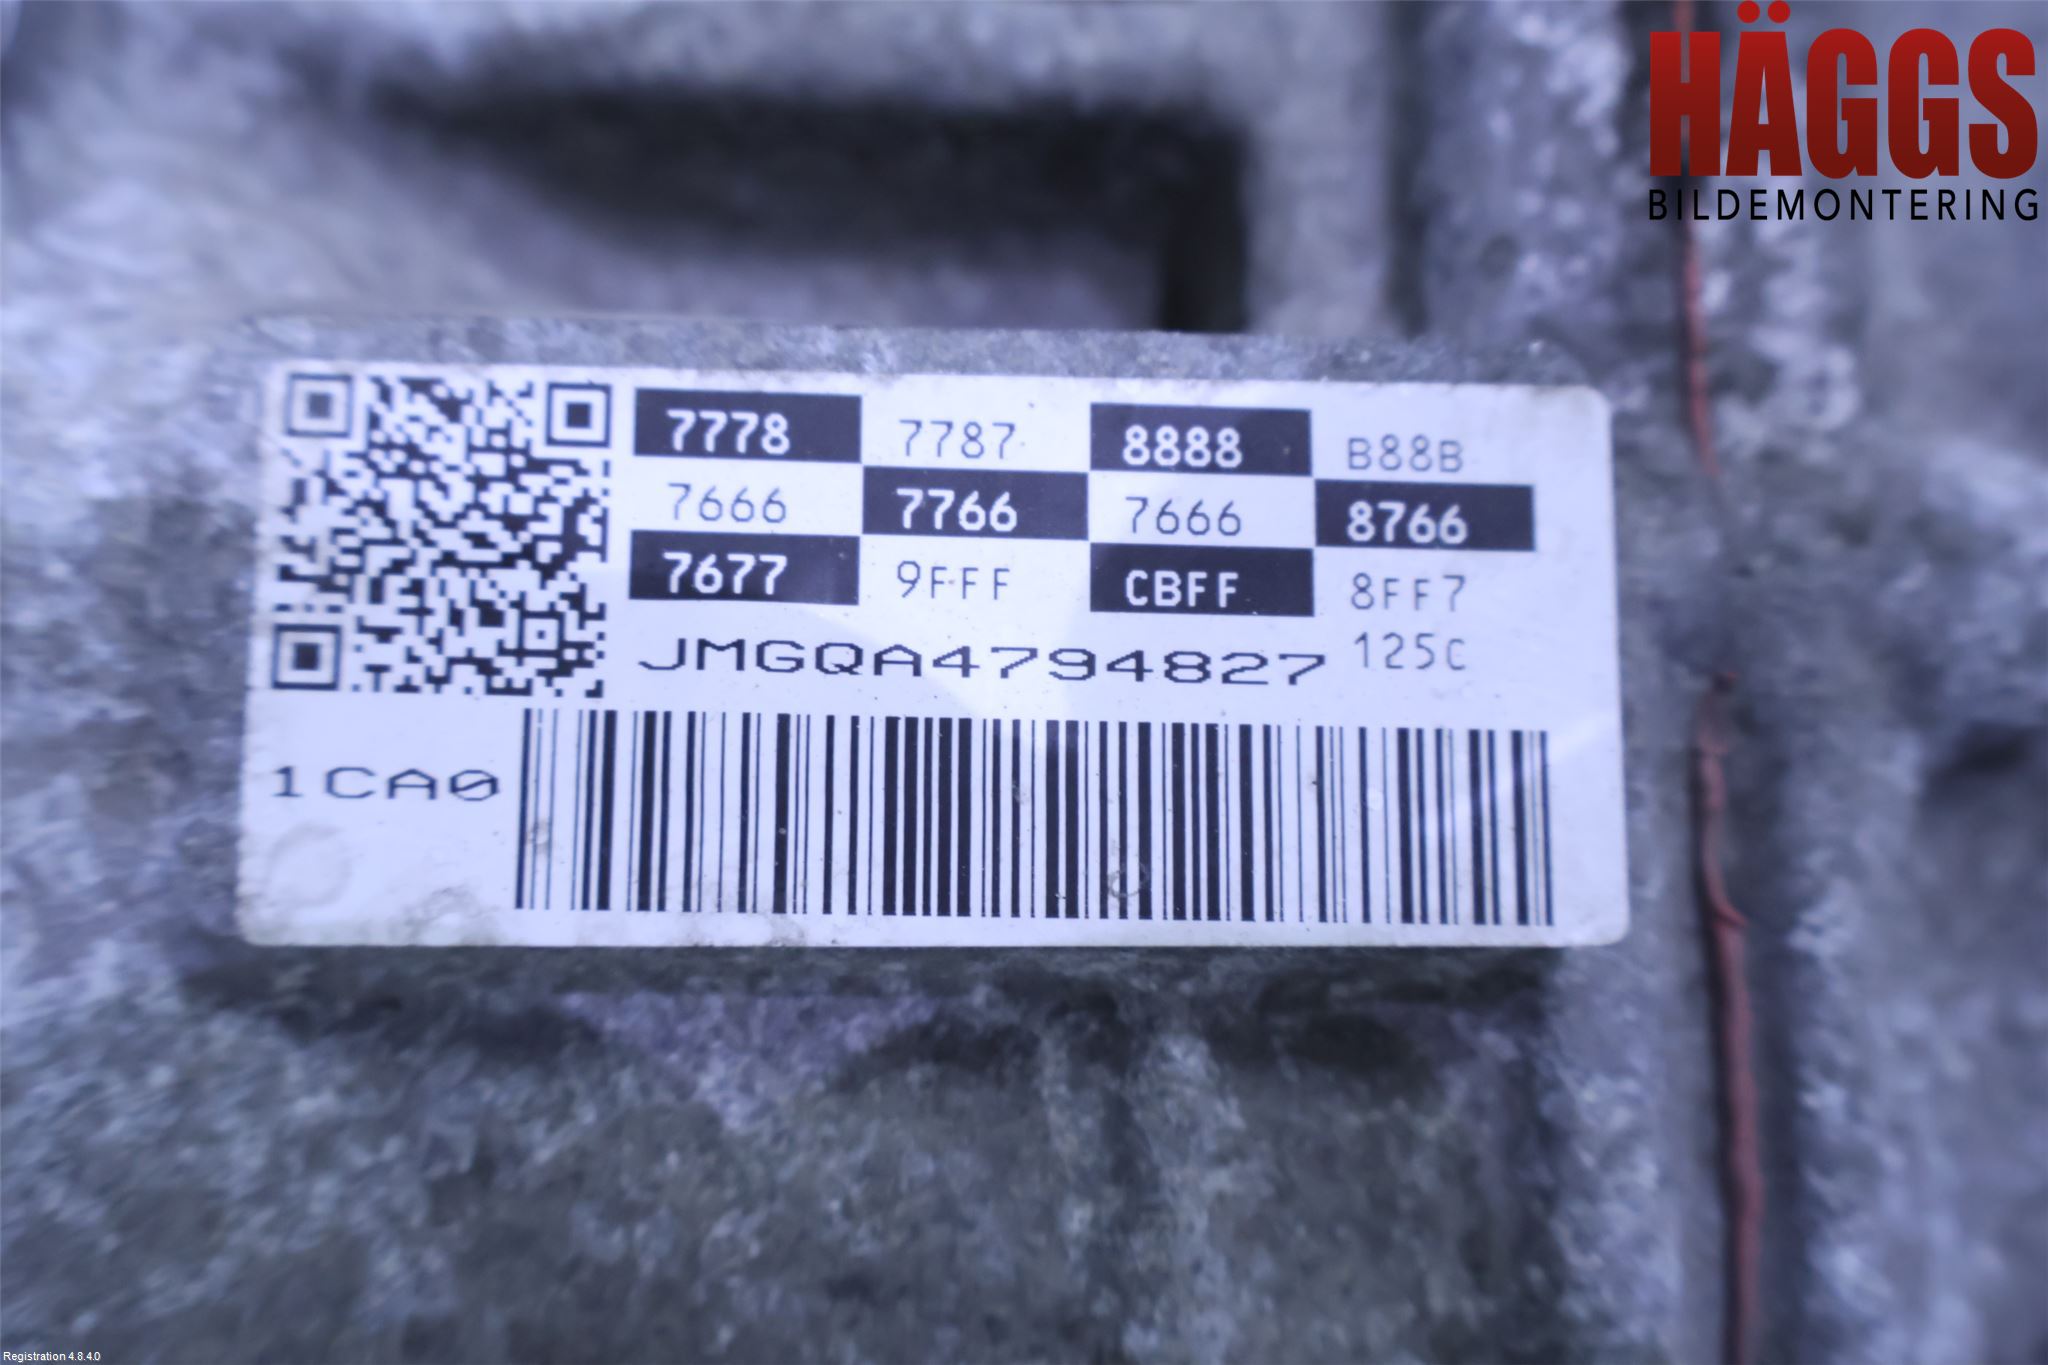 HÄGGS
BILDEMONTERING
7778 7787 8888 B88B
7666 7766 7666 8766
7677 9FFF CBFF 8FF7
JMGQA4794827 125C
1CA0
Registration 4.8.4.0